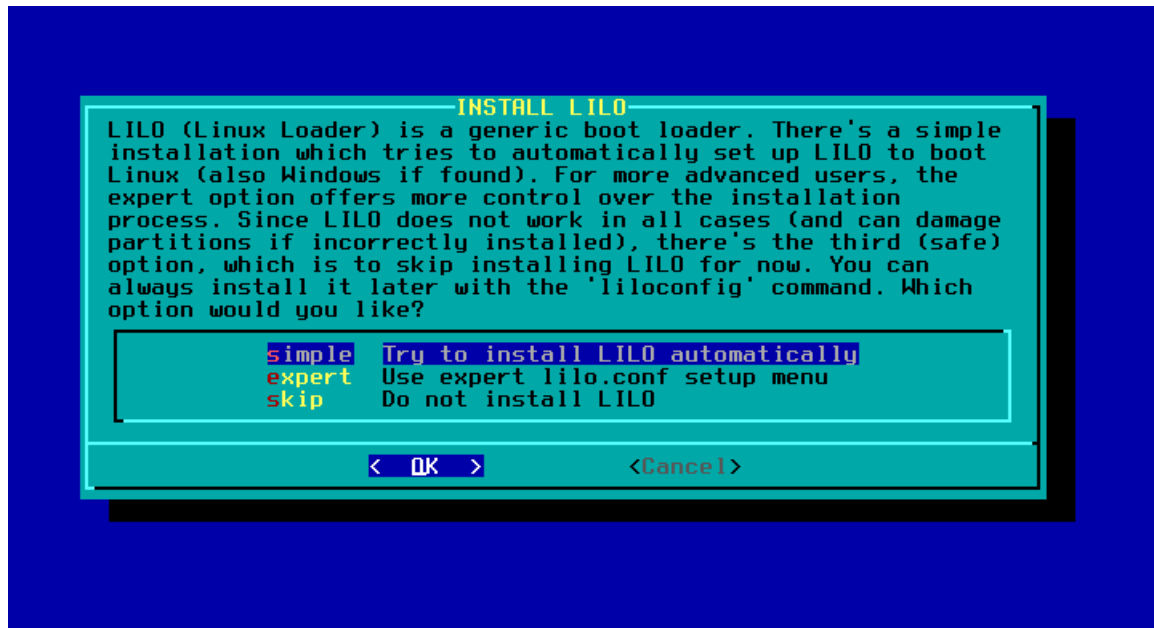 INSTALL LILO
LILO (Linux Loader) is a generic boot loader. There's a simple
installation which tries to automatically set up LILO to boot
Linux (also Windows if found). For more advanced users, the
expert option offers more control over the installation
process. Since LILO does not work in all cases (and can damage
partitions if incorrectly installed), there's the third (safe)
option, which is to skip installing LILO for now. You can
always install it later with the 'liloconfig' command. Which
option would you like?
simple Try to install LILO automatically
expert Use expert lilo.conf setup menu
skip Do not install LILO
< OK > <Cancel>